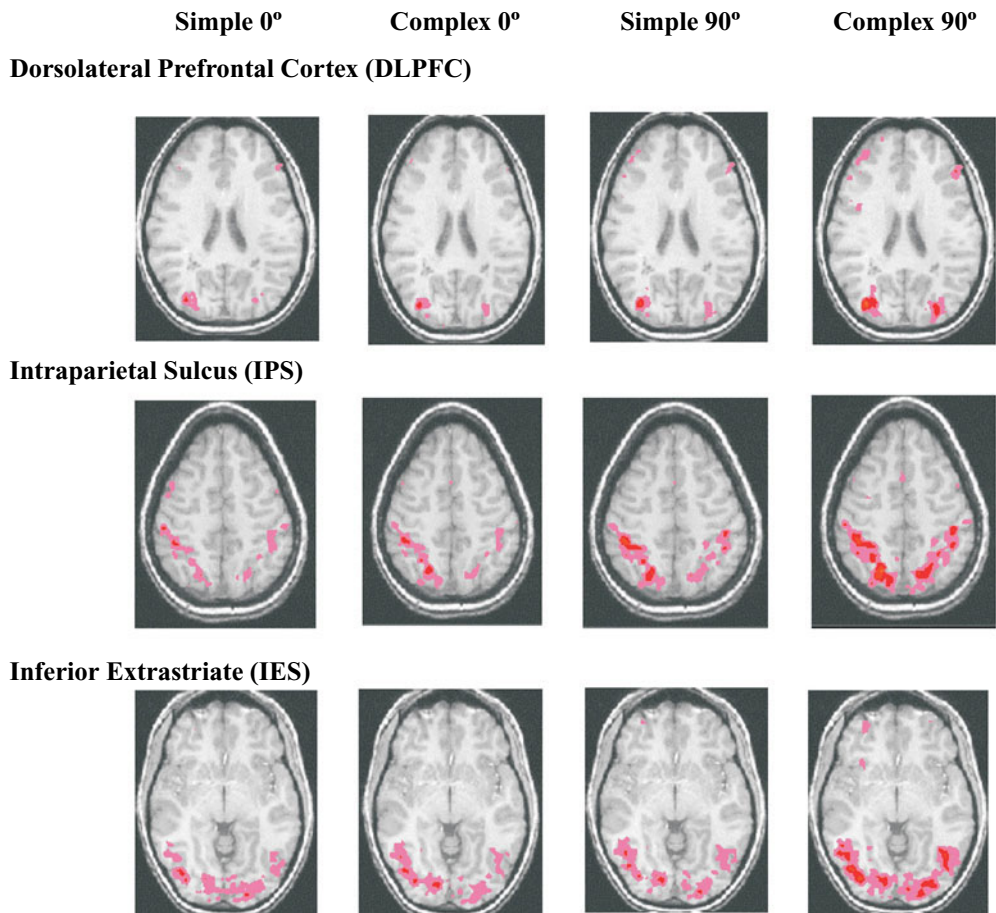 Simple 0º Complex 0º Simple 90º Complex 90º
Dorsolateral Prefrontal Cortex (DLPFC)
Intraparietal Sulcus (IPS)
Inferior Extrastriate (IES)